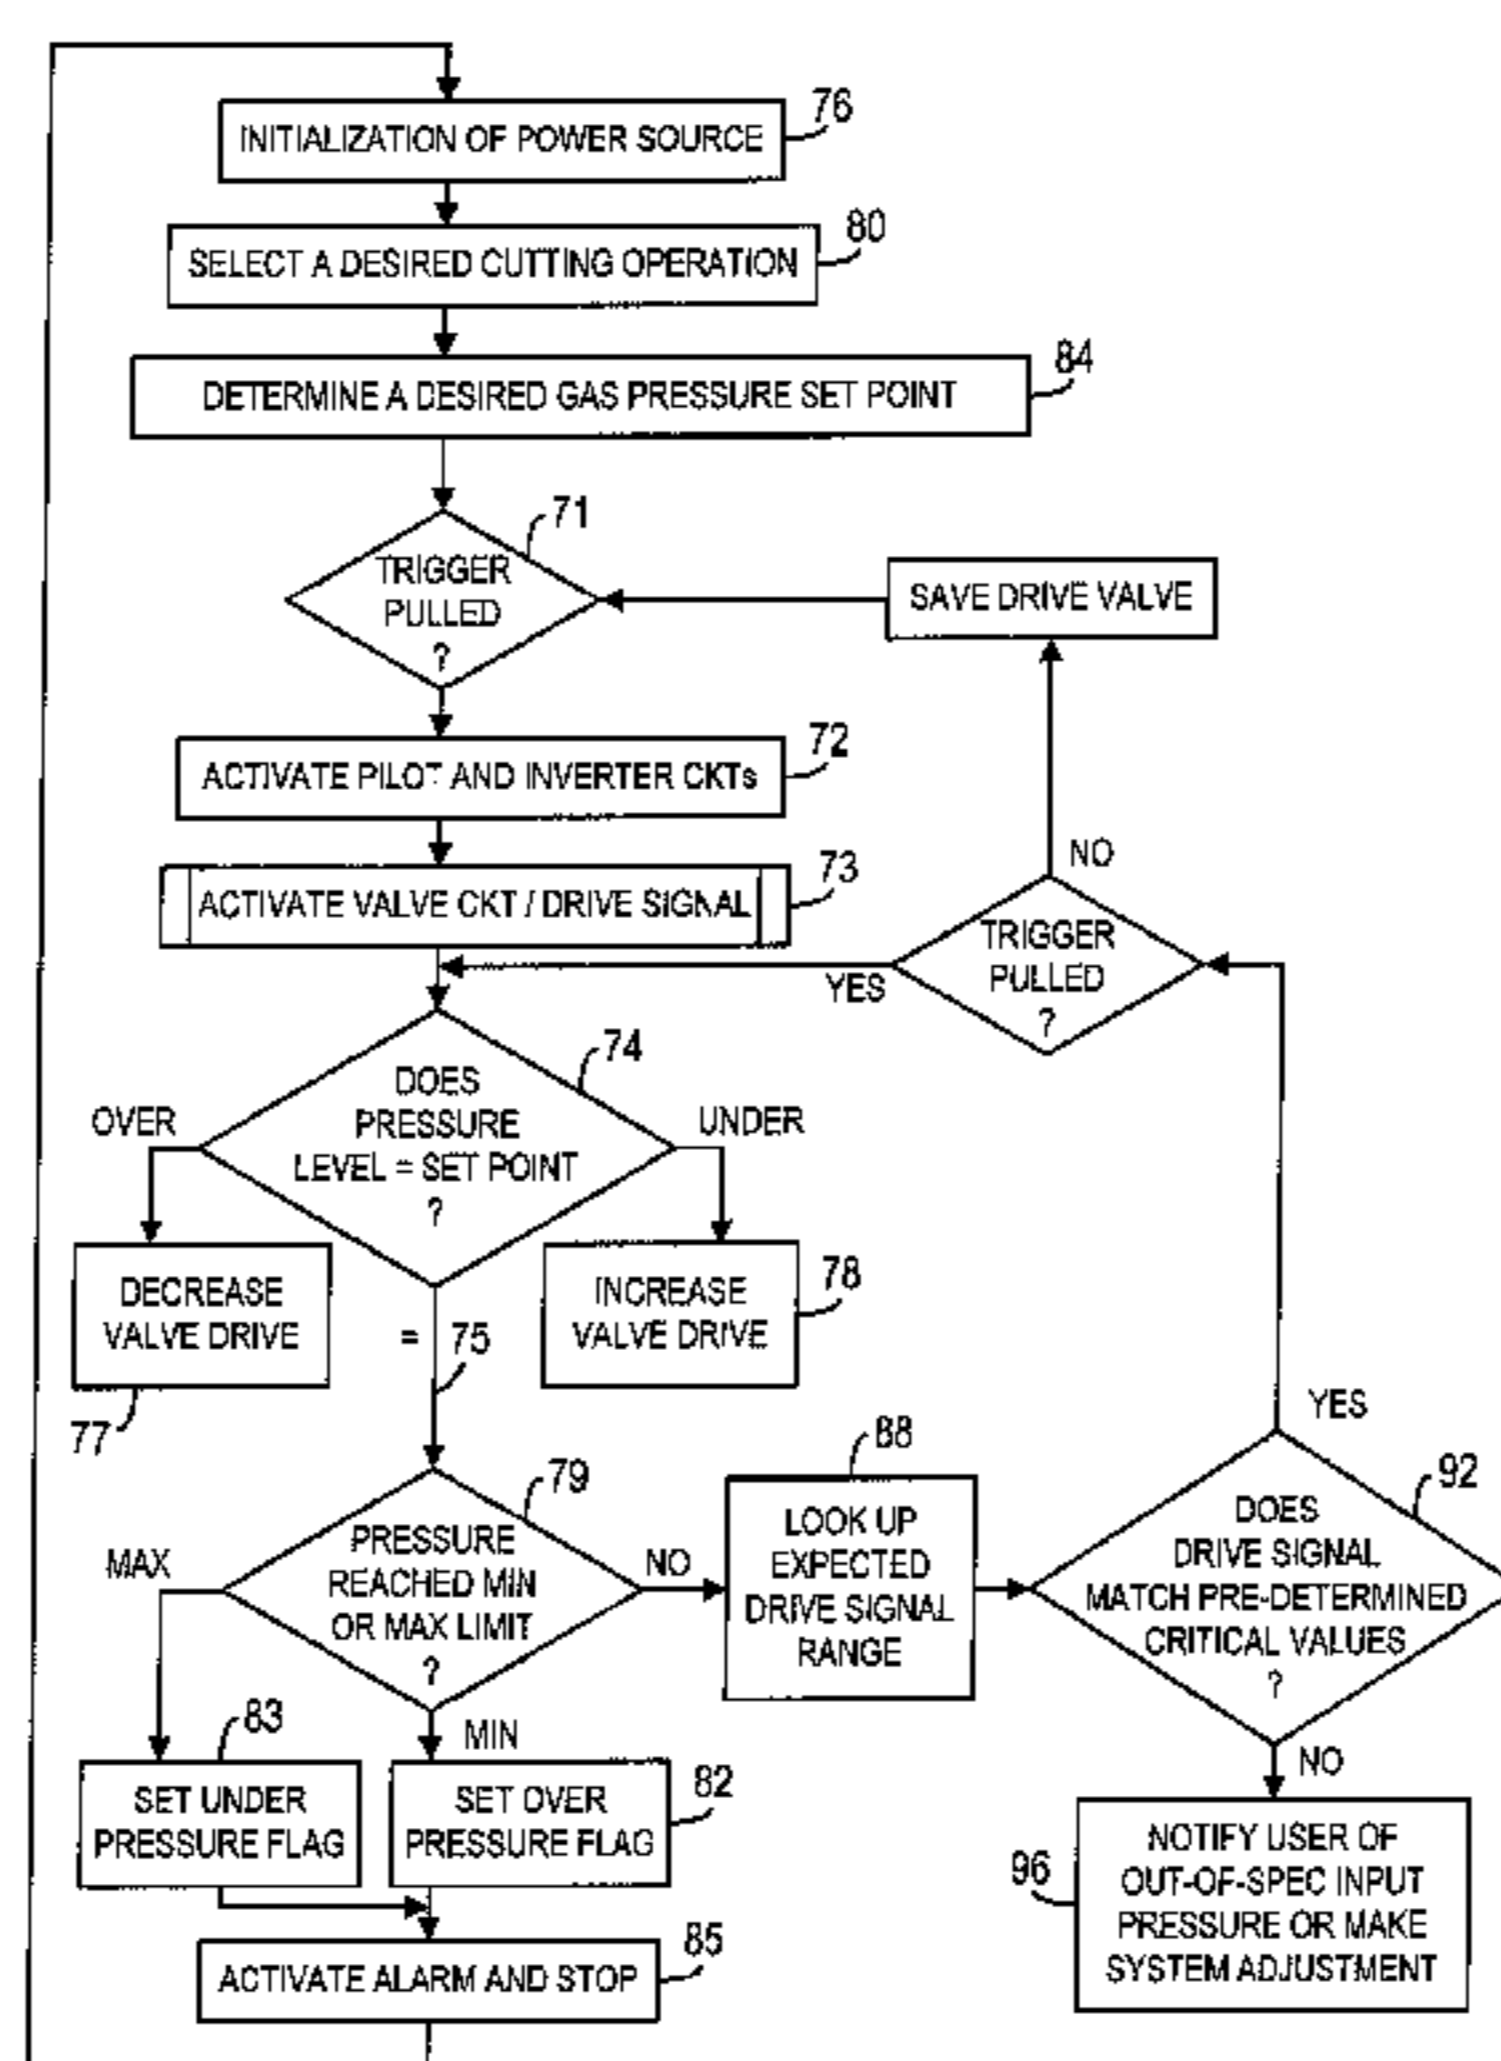 76
INITIALIZATION OF POWER SOURCE
80
SELECT A DESIRED CUTTING OPERATION
84
DETERMINE A DESIRED GAS PRESSURE SET POINT
71
TRIGGER
PULLED
?
SAVE DRIVE VALVE
72
ACTIVATE PILOT AND INVERTER CKTs
73
ACTIVATE VALVE CKT / DRIVE SIGNAL
NO
TRIGGER
PULLED
?
YES
74
DOES
PRESSURE
LEVEL = SET POINT
?
OVER
UNDER
DECREASE
VALVE DRIVE
77
= 75
INCREASE
VALVE DRIVE
78
79
PRESSURE
REACHED MIN
OR MAX LIMIT
?
MAX
NO
MIN
88
LOOK UP
EXPECTED
DRIVE SIGNAL
RANGE
YES
92
DOES
DRIVE SIGNAL
MATCH PRE-DETERMINED
CRITICAL VALUES
?
NO
83
SET UNDER
PRESSURE FLAG
SET OVER
PRESSURE FLAG
82
96
NOTIFY USER OF
OUT-OF-SPEC INPUT
PRESSURE OR MAKE
SYSTEM ADJUSTMENT
85
ACTIVATE ALARM AND STOP